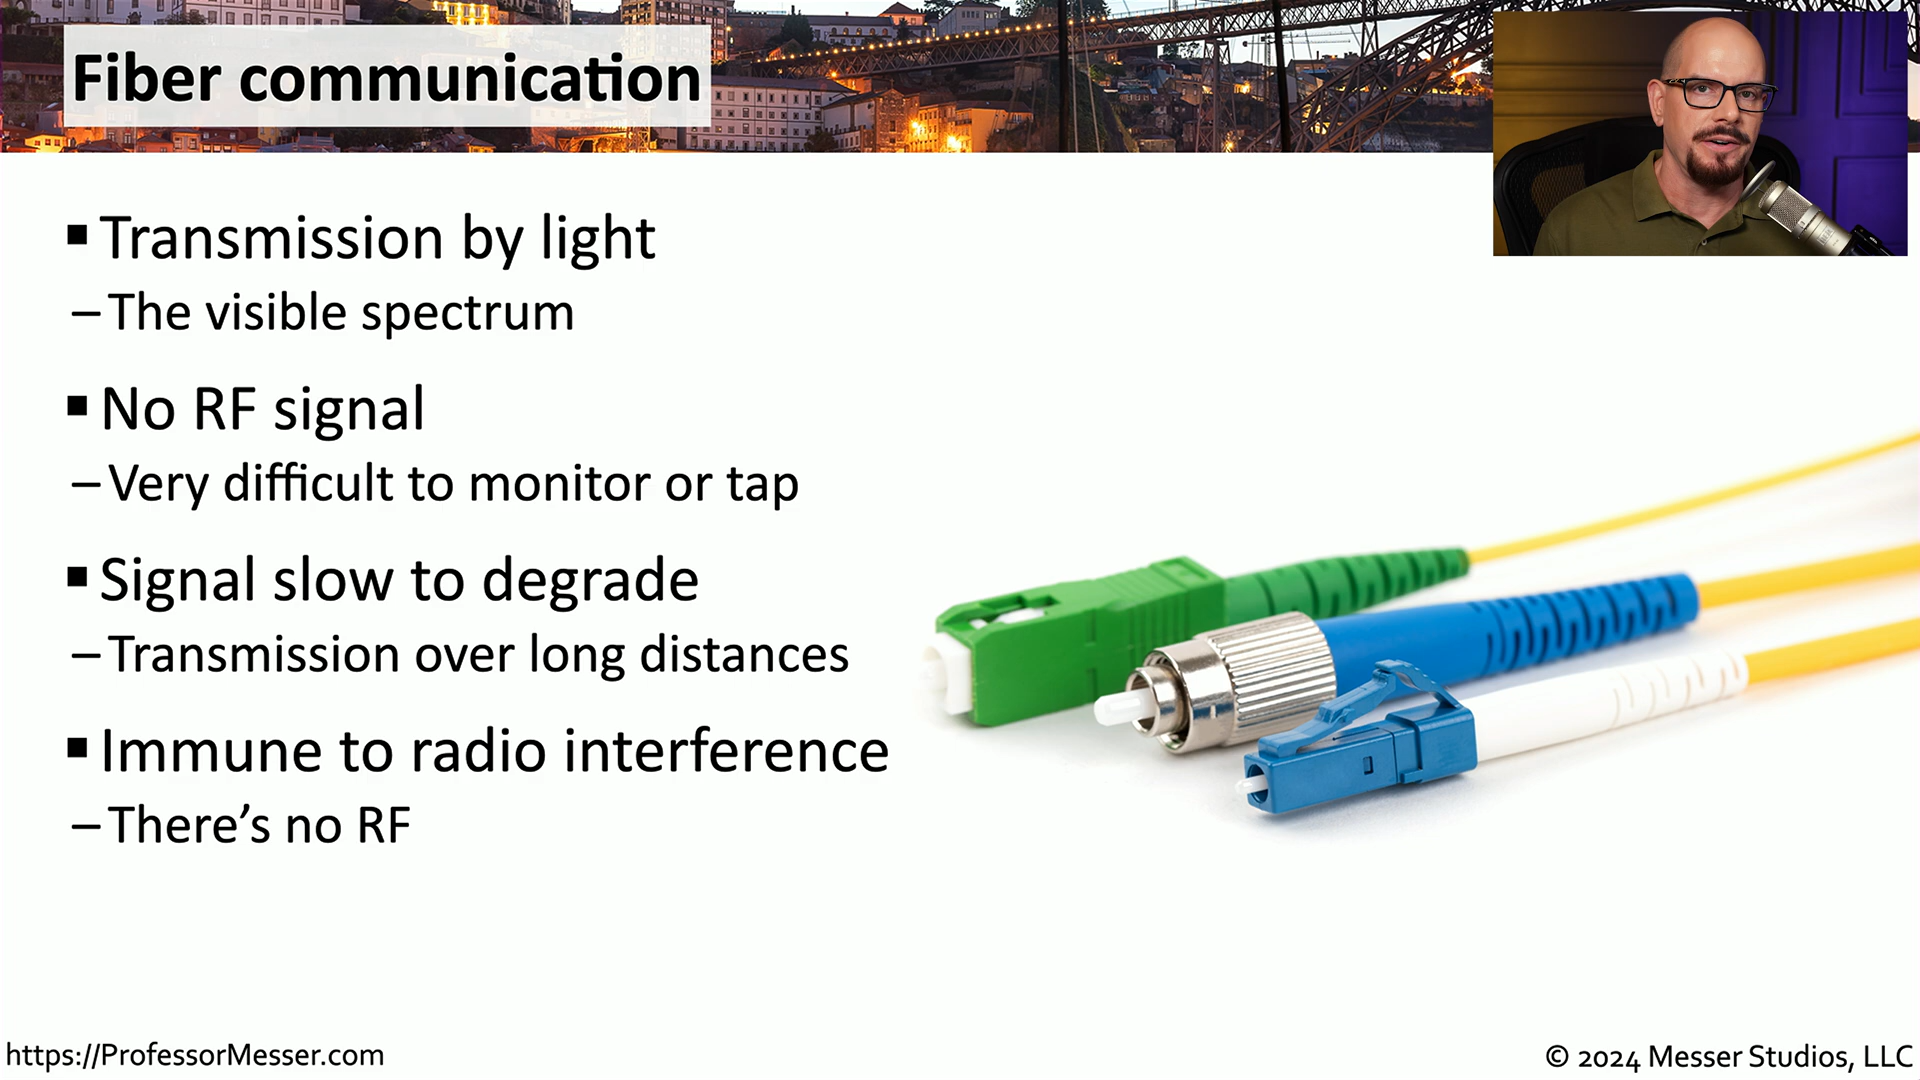 Fiber communication
▪ Transmission by light
– The visible spectrum
▪ No RF signal
– Very difficult to monitor or tap
▪ Signal slow to degrade
– Transmission over long distances
▪ Immune to radio interference
– There’s no RF
https://ProfessorMesser.com
© 2024 Messer Studios, LLC